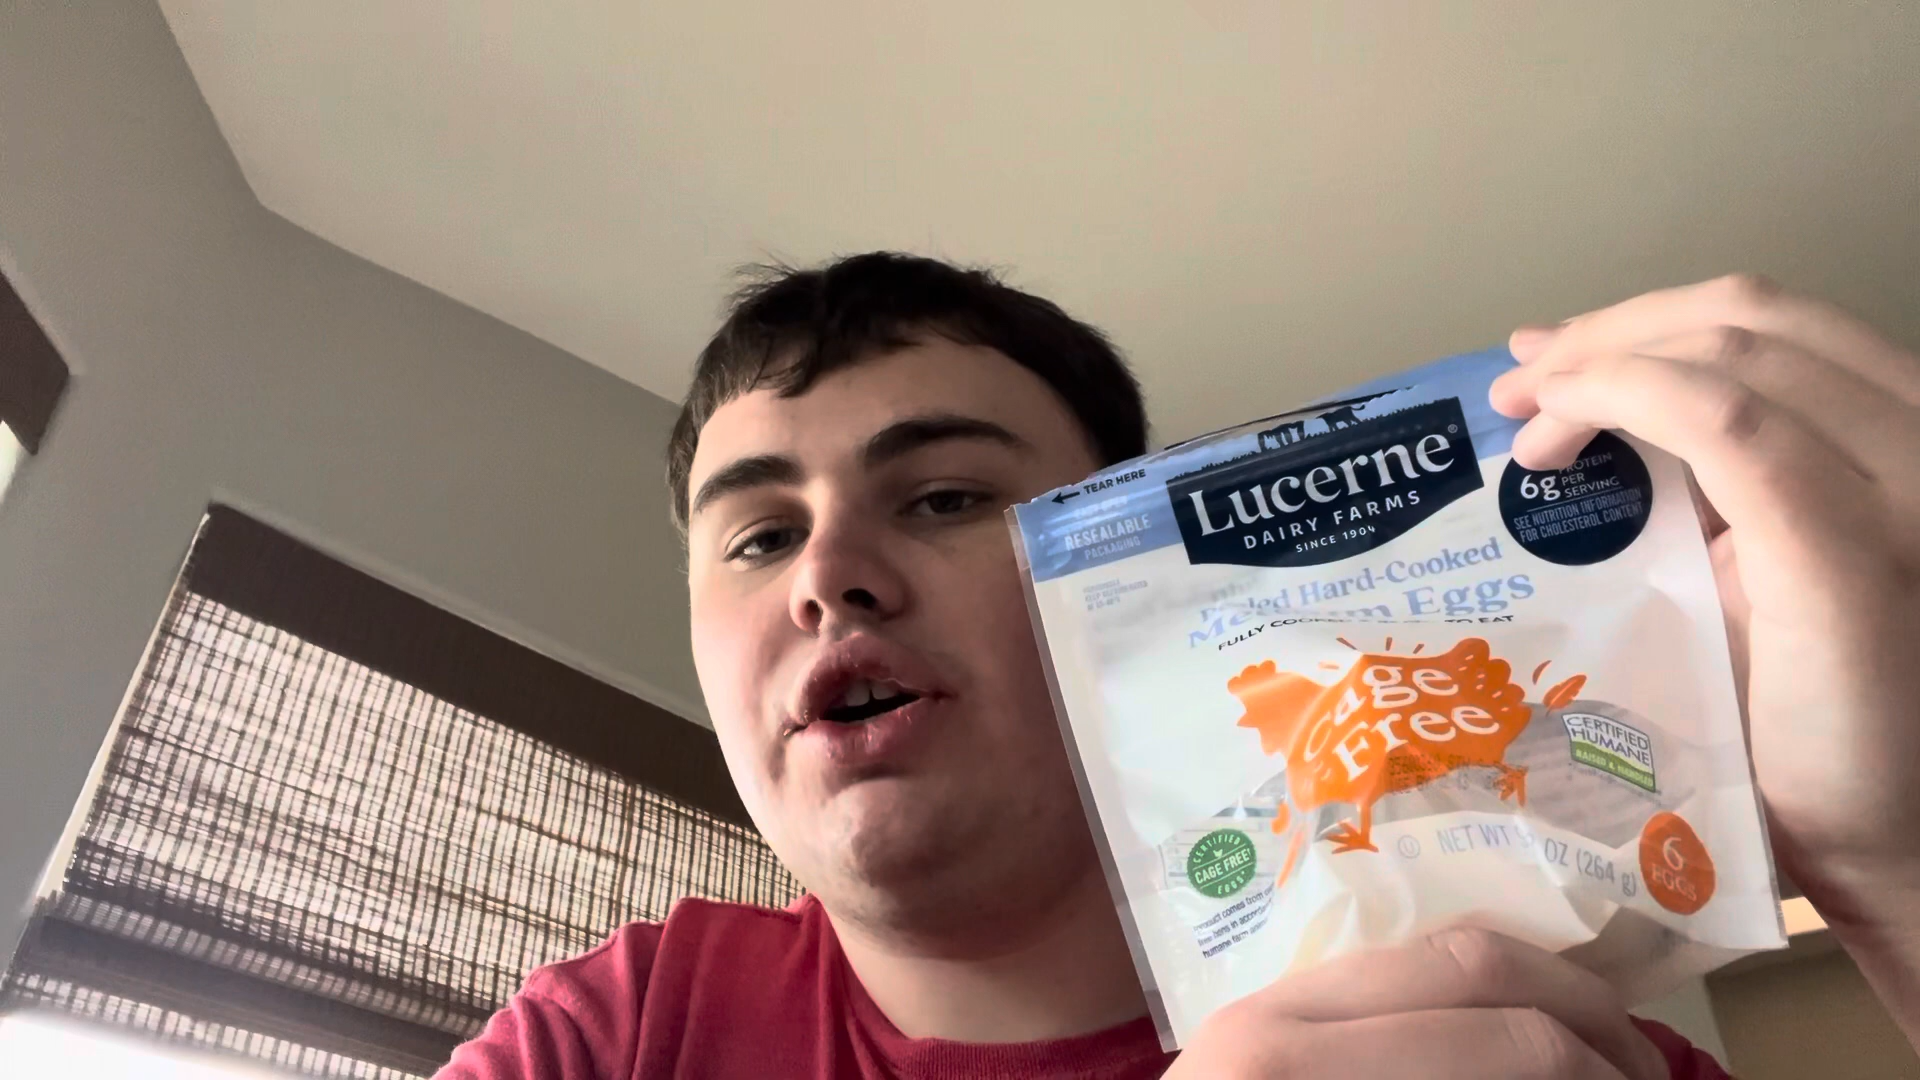 ← TEAR HERE
RESEALABLE
PACKAGING
Lucerne®
DAIRY FARMS
SINCE 1904
6g PROTEIN
PER
SERVING
SEE NUTRITION INFORMATION
FOR CHOLESTEROL CONTENT
Hard-Cooked
Eggs
FULLY TO EAT
Cage
Free
CERTIFIED
HUMANE
RAISED & HANDLED
CERTIFIED
CAGE FREE
EGGS
NET WT OZ (264 g)
6
EGGS